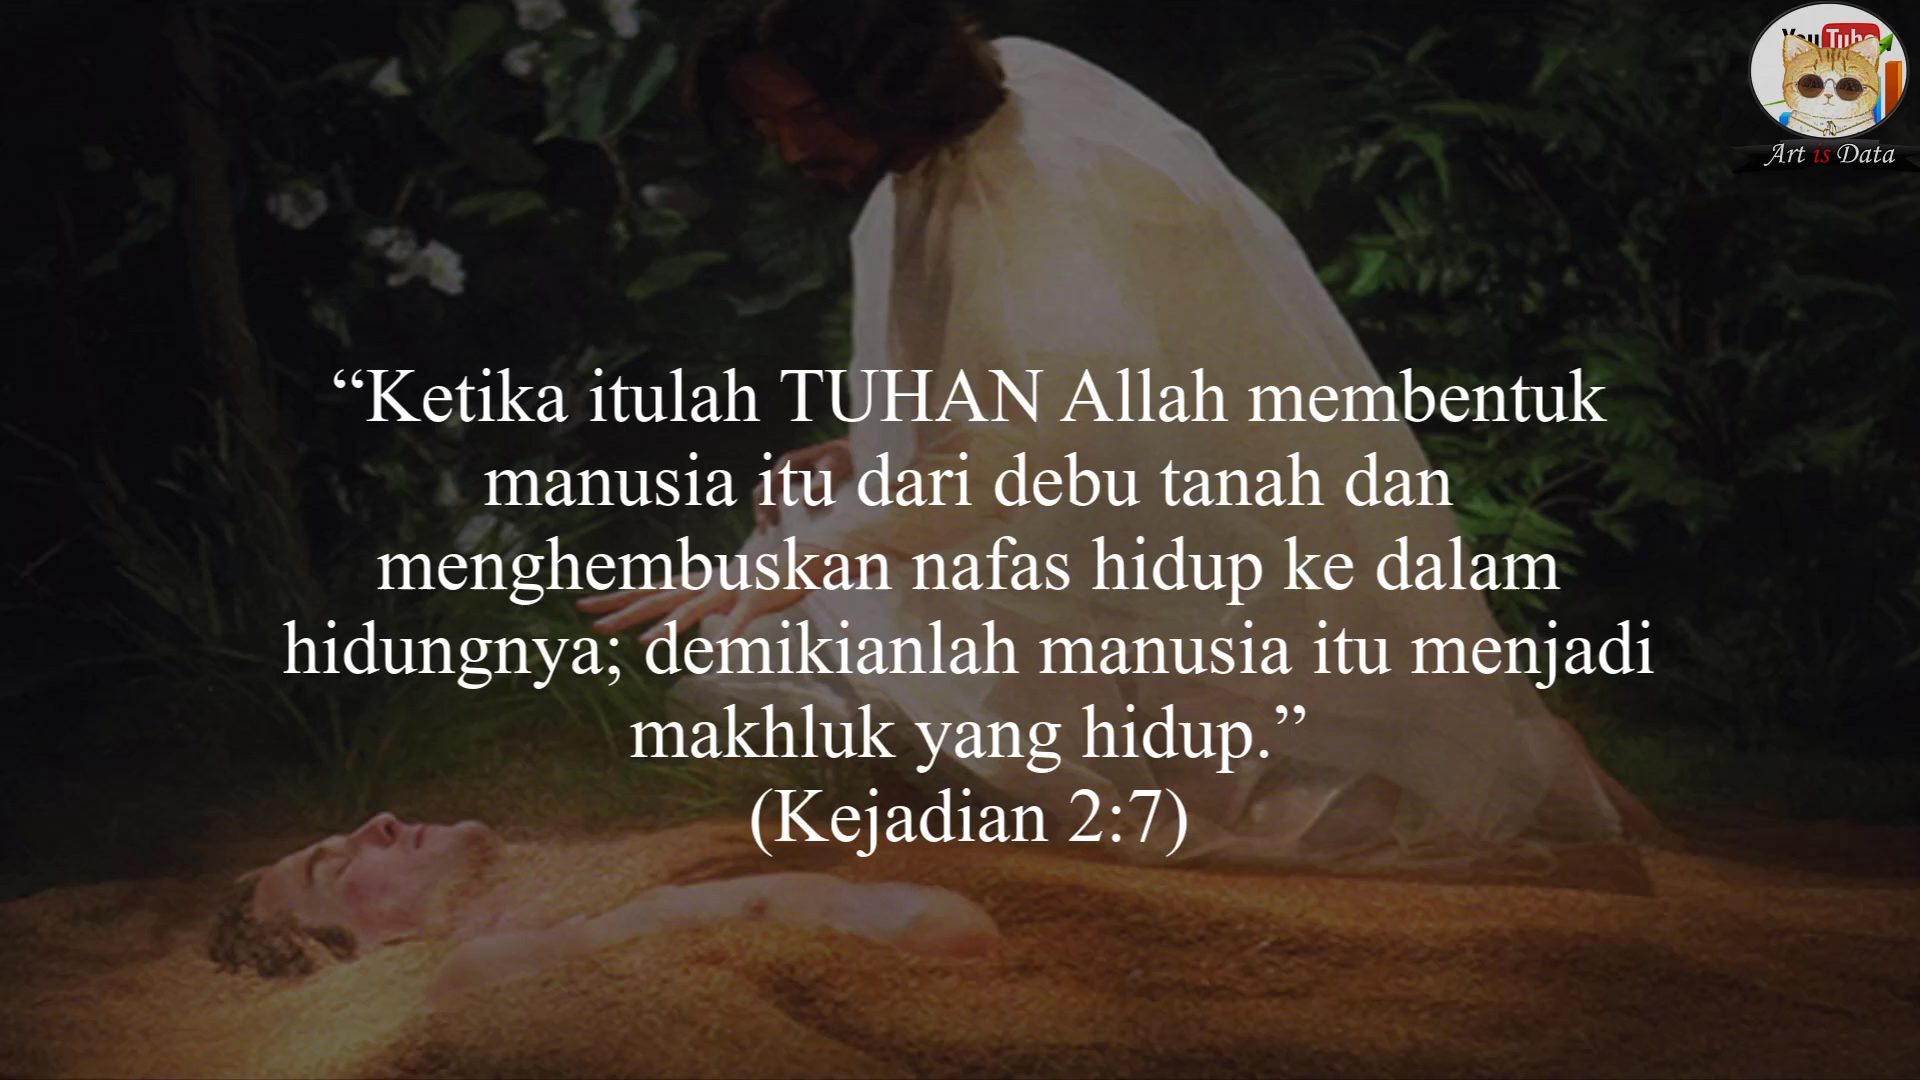 YouTube
Art is Data
“Ketika itulah TUHAN Allah membentuk
manusia itu dari debu tanah dan
menghembuskan nafas hidup ke dalam
hidungnya; demikianlah manusia itu menjadi
makhluk yang hidup.”
(Kejadian 2:7)